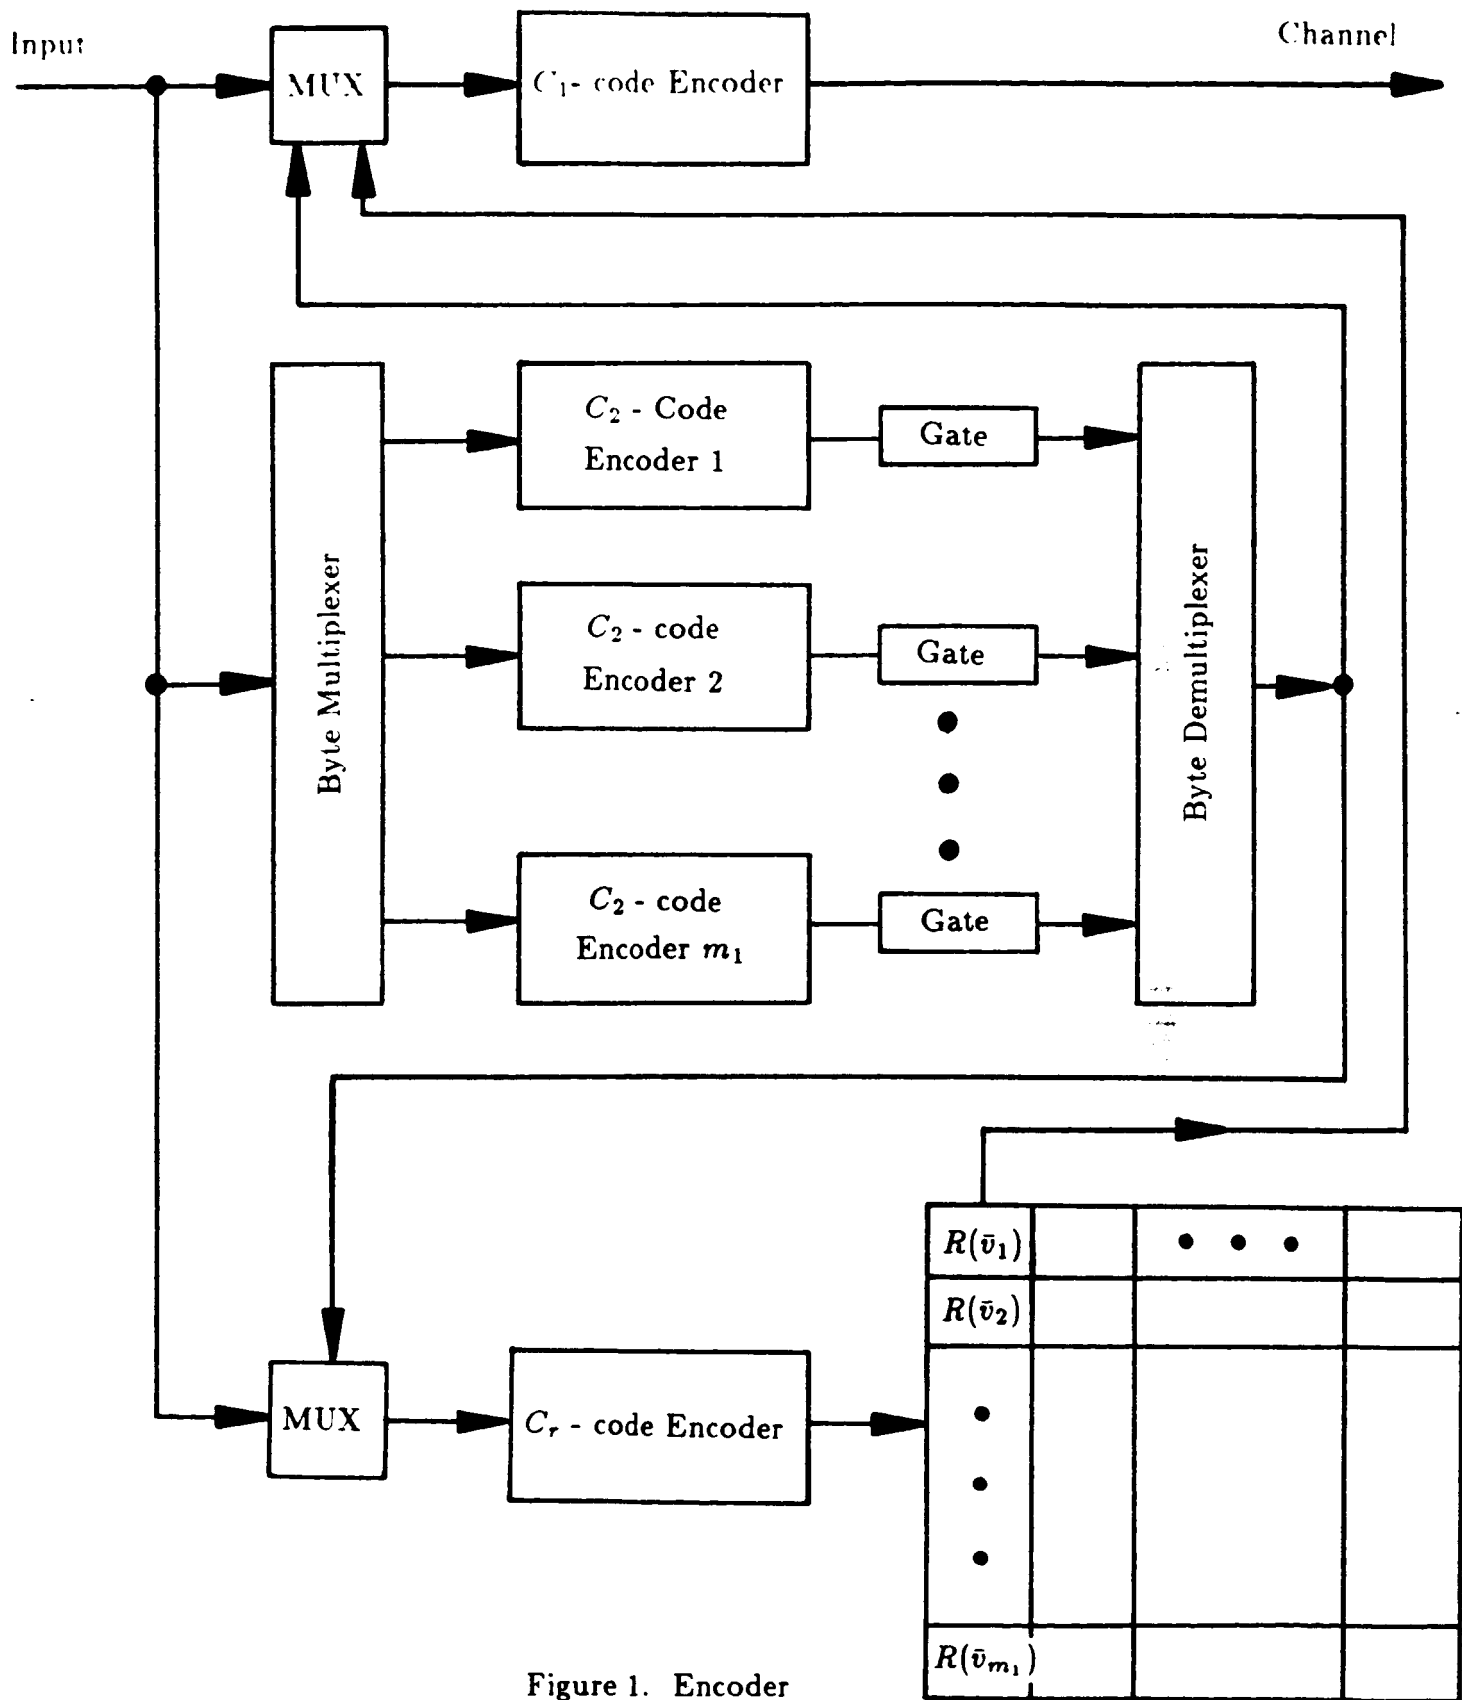 Input
Channel
MUX
C₁- code Encoder
C₂ - Code
Encoder 1
Gate
C₂ - code
Encoder 2
Gate
Byte Multiplexer
Byte Demultiplexer
C₂ - code
Encoder m₁
Gate
R(v̄₁)
R(v̄₂)
MUX
Cᵣ - code Encoder
R(v̄ₘ₁)
Figure 1. Encoder